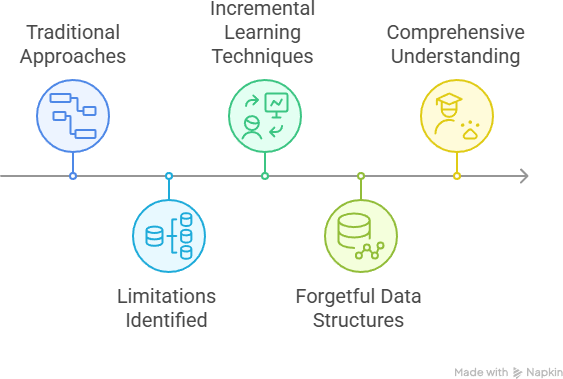 Traditional
Approaches
Limitations
Identified
Incremental
Learning
Techniques
Forgetful Data
Structures
Comprehensive
Understanding
Made with Napkin